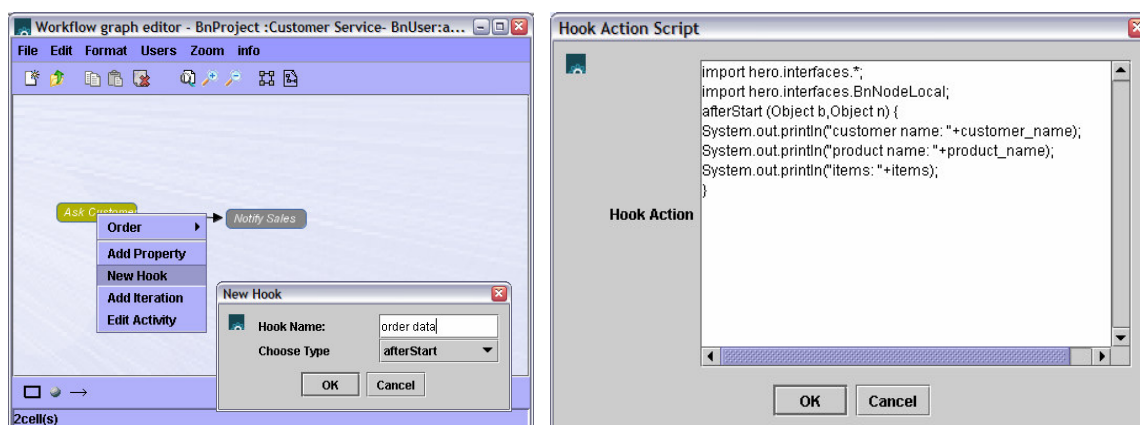 Workflow graph editor - BnProject :Customer Service- BnUser:a...
File Edit Format Users Zoom info
Ask Customer
Notify Sales
Order
Add Property
New Hook
Add Iteration
Edit Activity
New Hook
Hook Name: order data
Choose Type afterStart
OK Cancel
2cell(s)
Hook Action Script
Hook Action
import hero.interfaces.*;
import hero.interfaces.BnNodeLocal;
afterStart (Object b,Object n) {
System.out.println("customer name: "+customer_name);
System.out.println("product name: "+product_name);
System.out.println("items: "+items);
}
OK Cancel